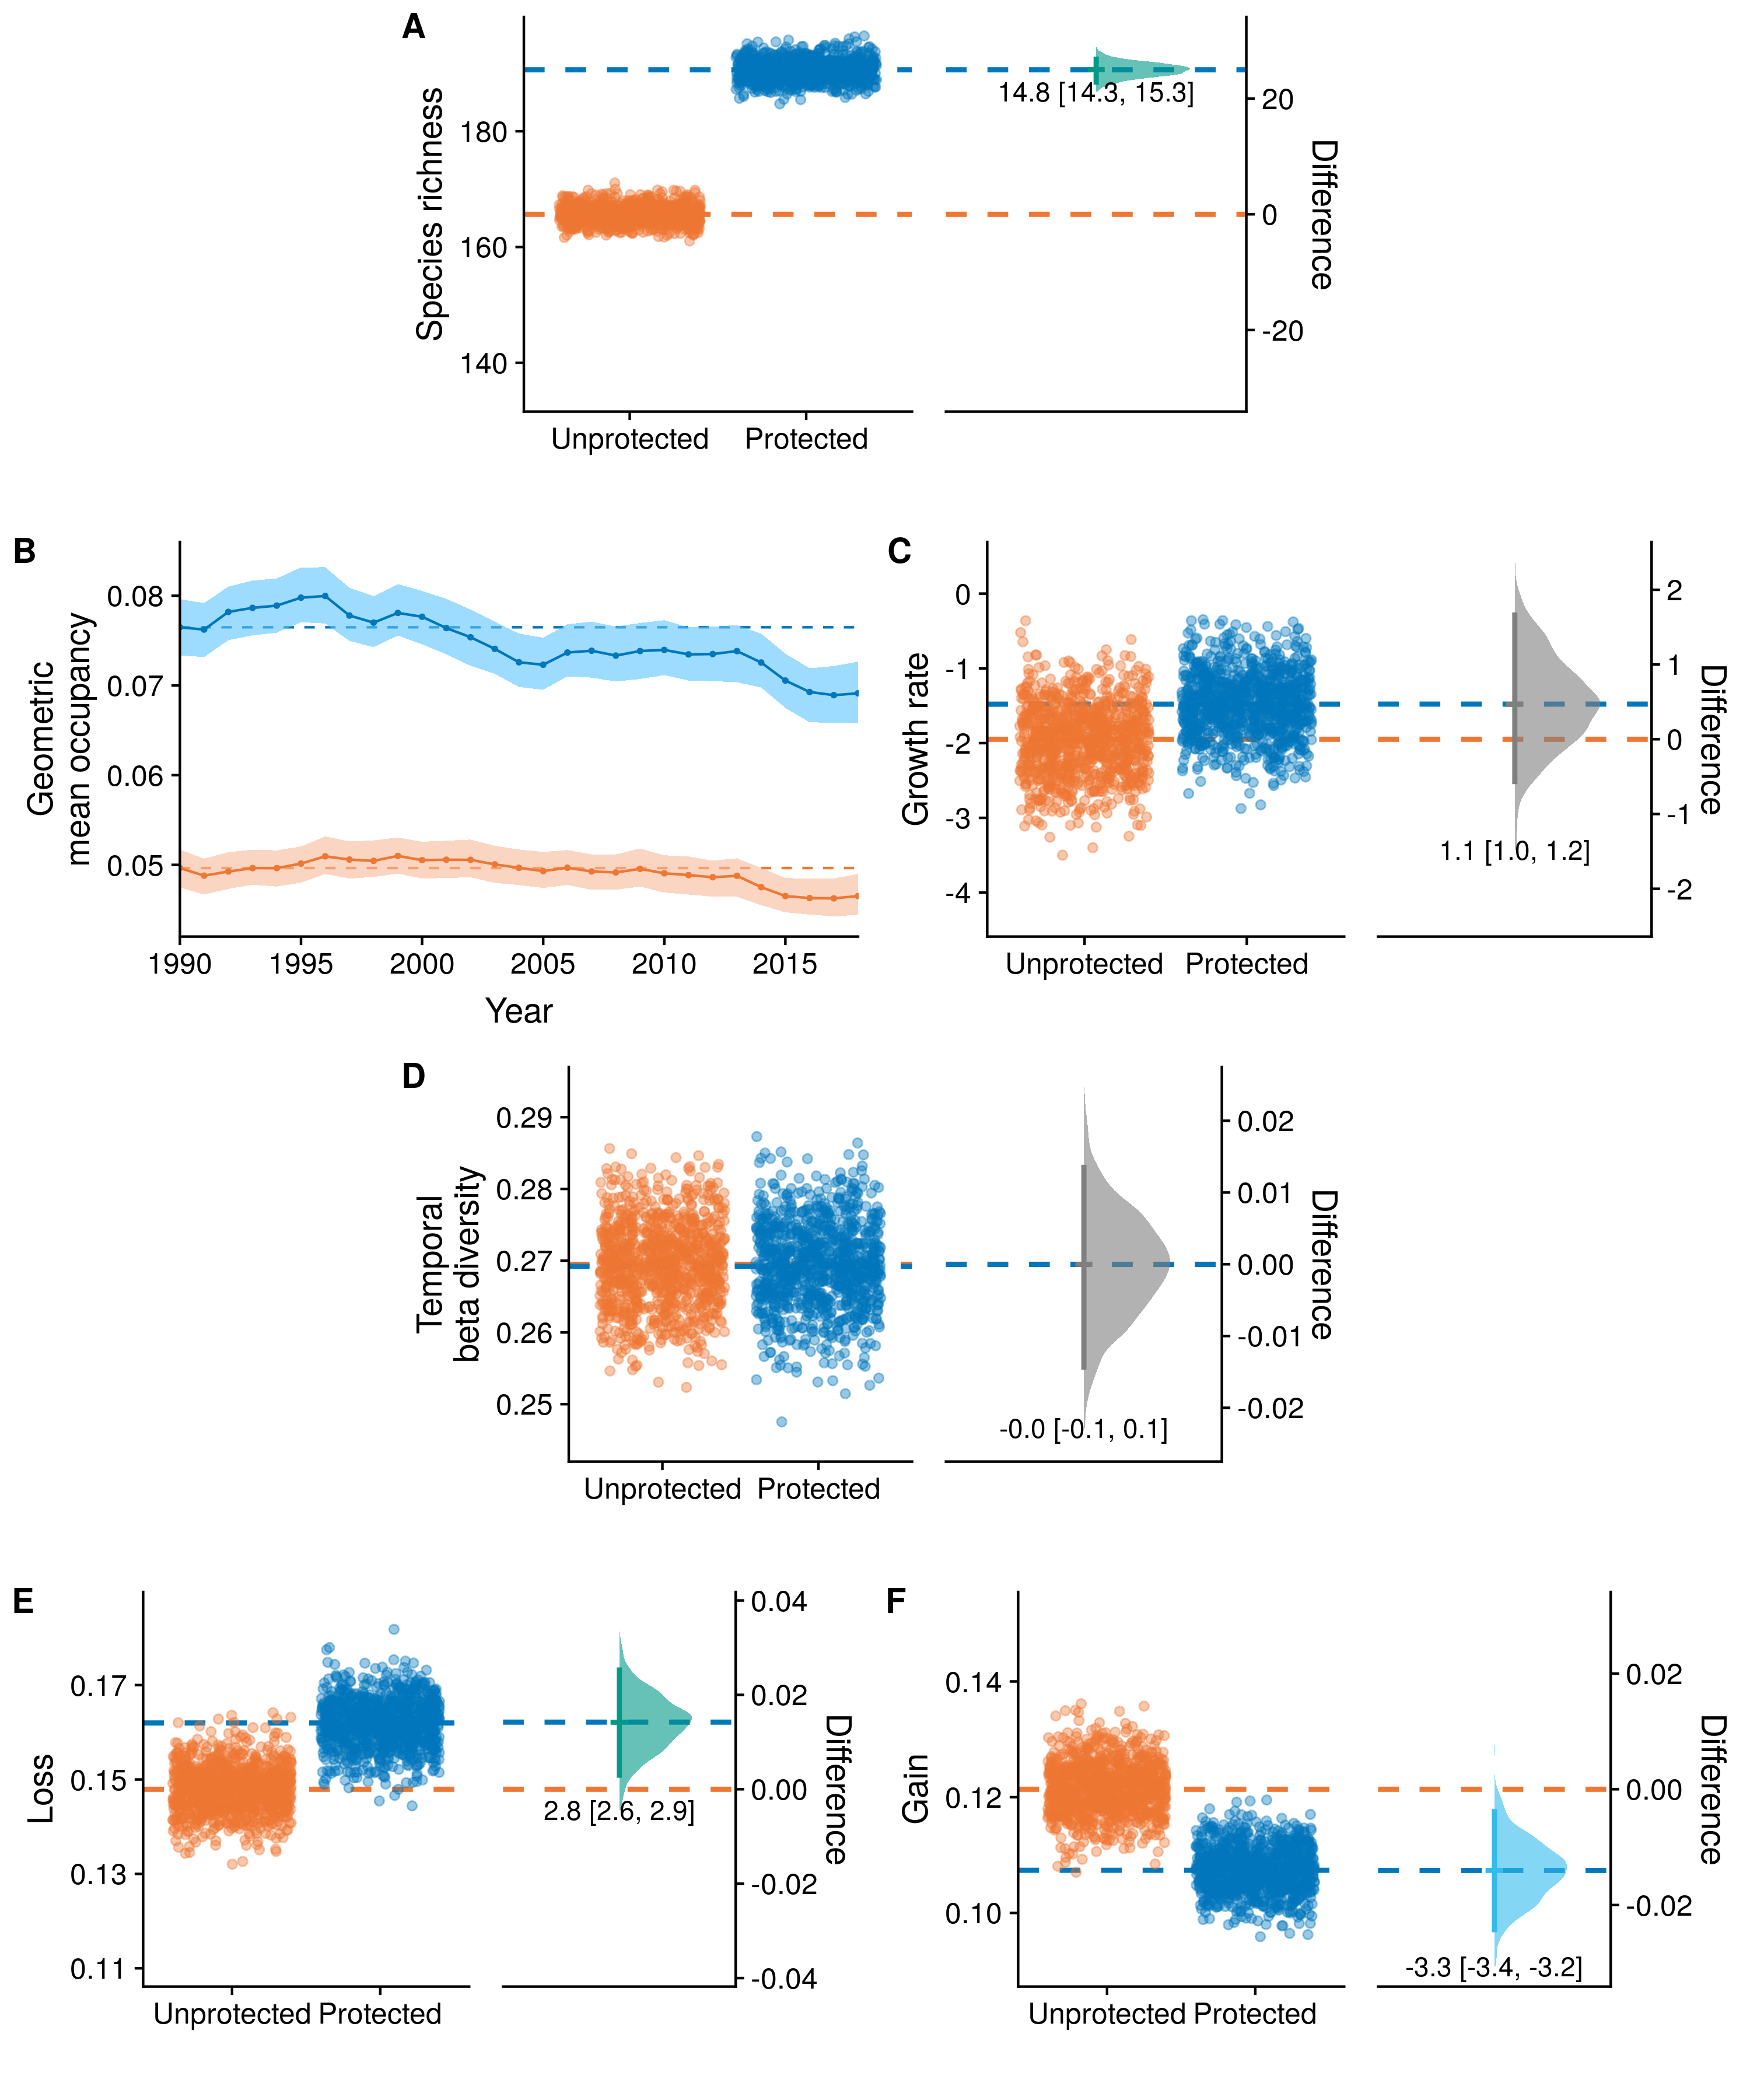 A
Species richness
180
160
140
Unprotected Protected
14.8 [14.3, 15.3]
20
0
-20
Difference
B
Geometric
mean occupancy
0.08
0.07
0.06
0.05
1990 1995 2000 2005 2010 2015
Year
C
Growth rate
0
-1
-2
-3
-4
Unprotected Protected
1.1 [1.0, 1.2]
2
1
0
-1
-2
Difference
D
Temporal
beta diversity
0.29
0.28
0.27
0.26
0.25
Unprotected Protected
-0.0 [-0.1, 0.1]
0.02
0.01
0.00
-0.01
-0.02
Difference
E
Loss
0.17
0.15
0.13
0.11
Unprotected Protected
2.8 [2.6, 2.9]
0.04
0.02
0.00
-0.02
-0.04
Difference
F
Gain
0.14
0.12
0.10
Unprotected Protected
-3.3 [-3.4, -3.2]
0.02
0.00
-0.02
Difference